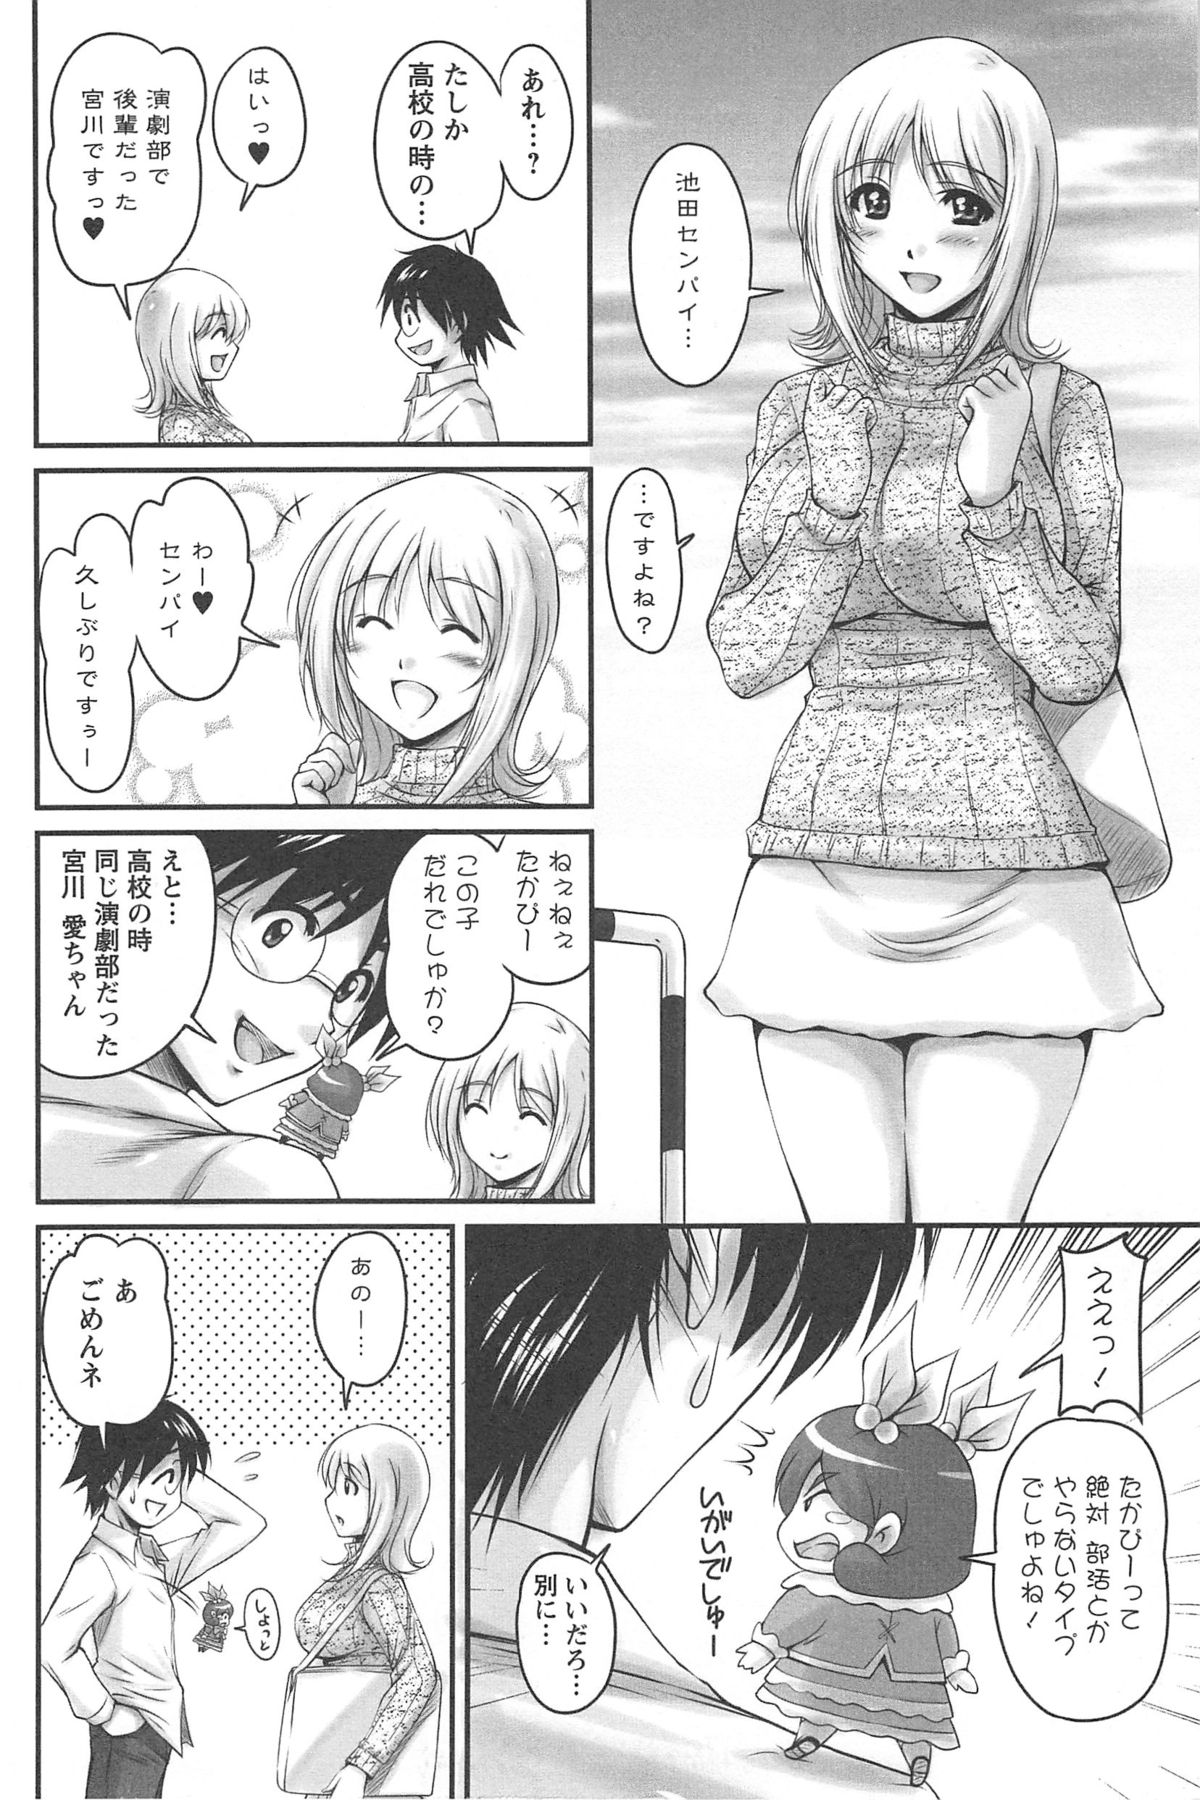 池田センパイ…
…ですよね？
あれ…？
たしか
高校の時の…
はいっ♥
演劇部で
後輩だった
宮川ですっ♥
わー♥
センパイ
久しぶりですぅー
ねぇねぇ
たかぴー
この子
だれでしゅか？
えと…
高校の時
同じ演劇部だった
宮川 愛ちゃん
ええっ！
たかぴーって
絶対 部活とか
やらないタイプ
でしゅよね！
いがいでしゅー
いいだろ…
別に…
あのー…
しょっと
あ
ごめんネ